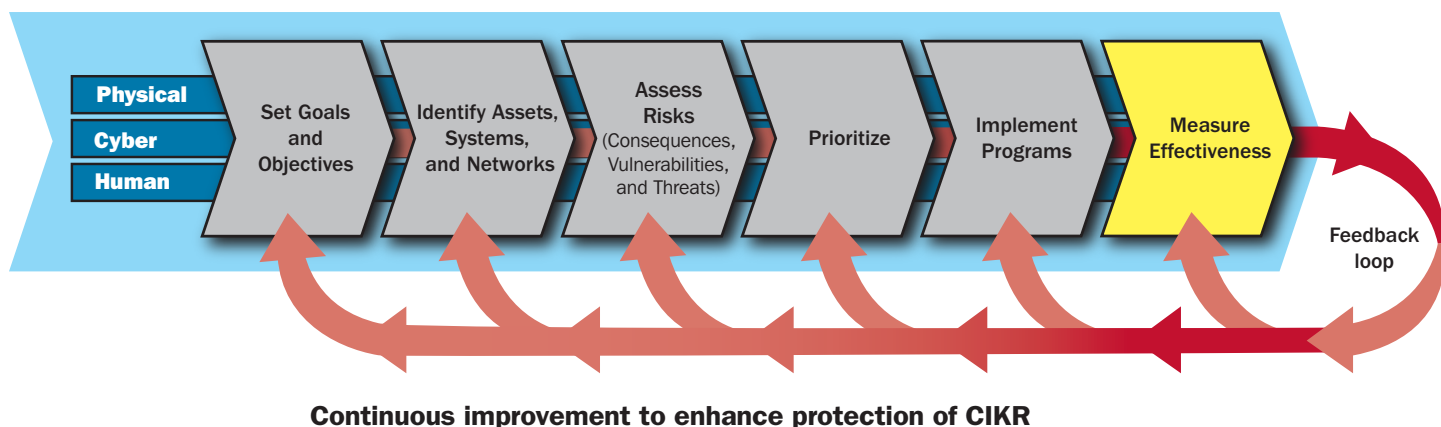 Physical
Cyber
Human
Set Goals
and
Objectives
Identify Assets,
Systems,
and Networks
Assess
Risks
(Consequences,
Vulnerabilities,
and Threats)
Prioritize
Implement
Programs
Measure
Effectiveness
Feedback
loop
Continuous improvement to enhance protection of CIKR